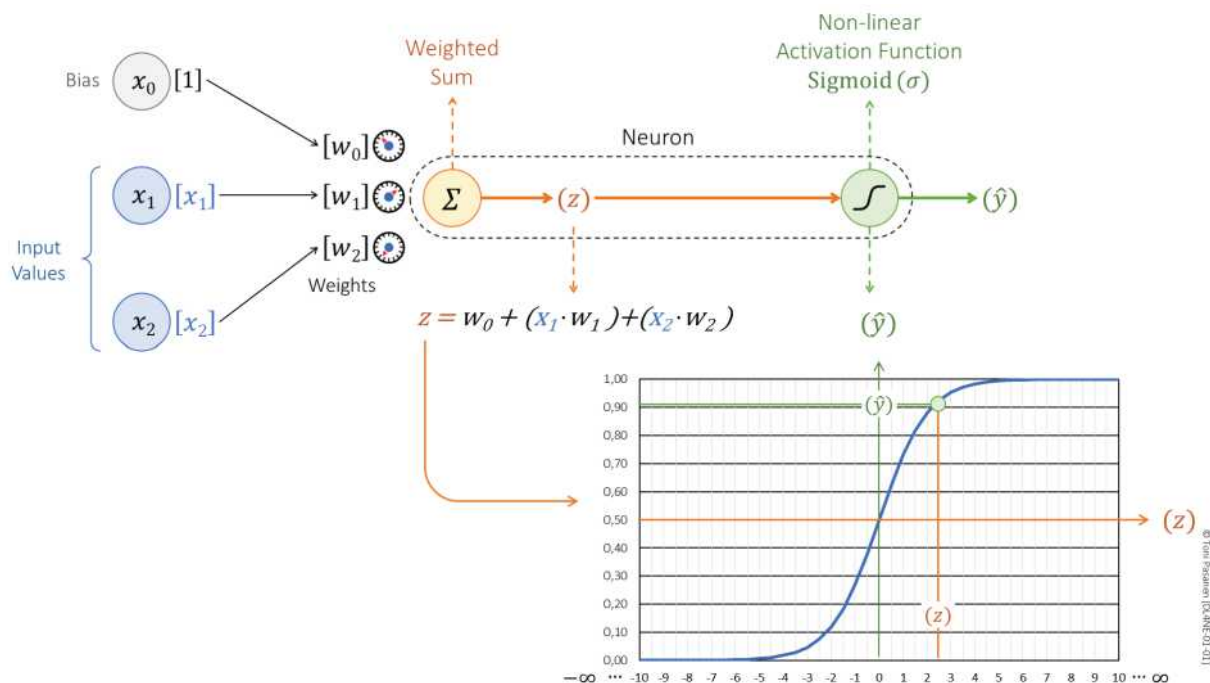 Weighted
Sum
Non-linear
Activation Function
Sigmoid (σ)
Bias
x₀ [1]
Neuron
[w₀]
x₁ [x₁]
[w₁]
Σ
(z)
(ŷ)
Input
Values
[w₂]
Weights
x₂ [x₂]
z = w₀ + (x₁·w₁)+(x₂·w₂)
(ŷ)
1,00
0,90
(ŷ)
0,80
0,70
0,60
0,50
(z)
0,40
0,30
0,20
(z)
0,10
0,00
−∞ ··· -10 -9 -8 -7 -6 -5 -4 -3 -2 -1 0 1 2 3 4 5 6 7 8 9 10 ··· ∞
© Toni Pasanen [DL4NE-01-01]